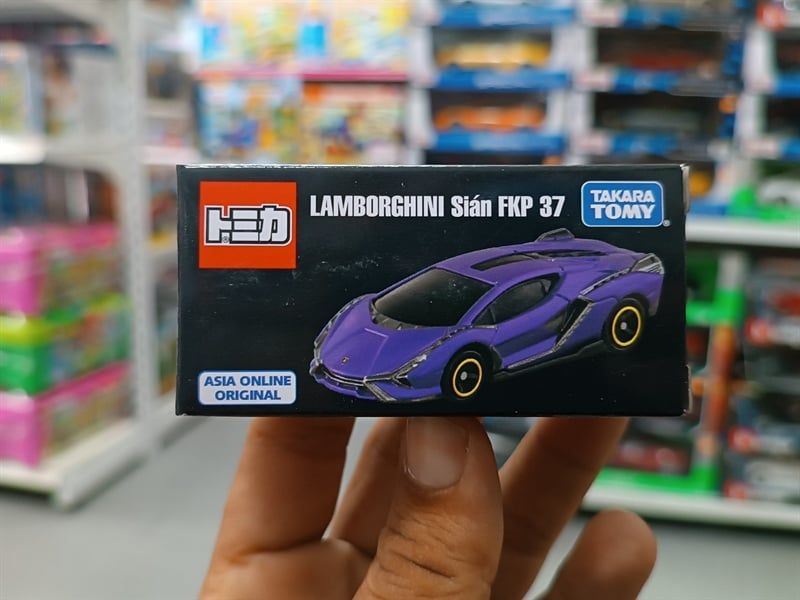 トミカ
LAMBORGHINI Sián FKP 37
TAKARA
TOMY
ASIA ONLINE
ORIGINAL